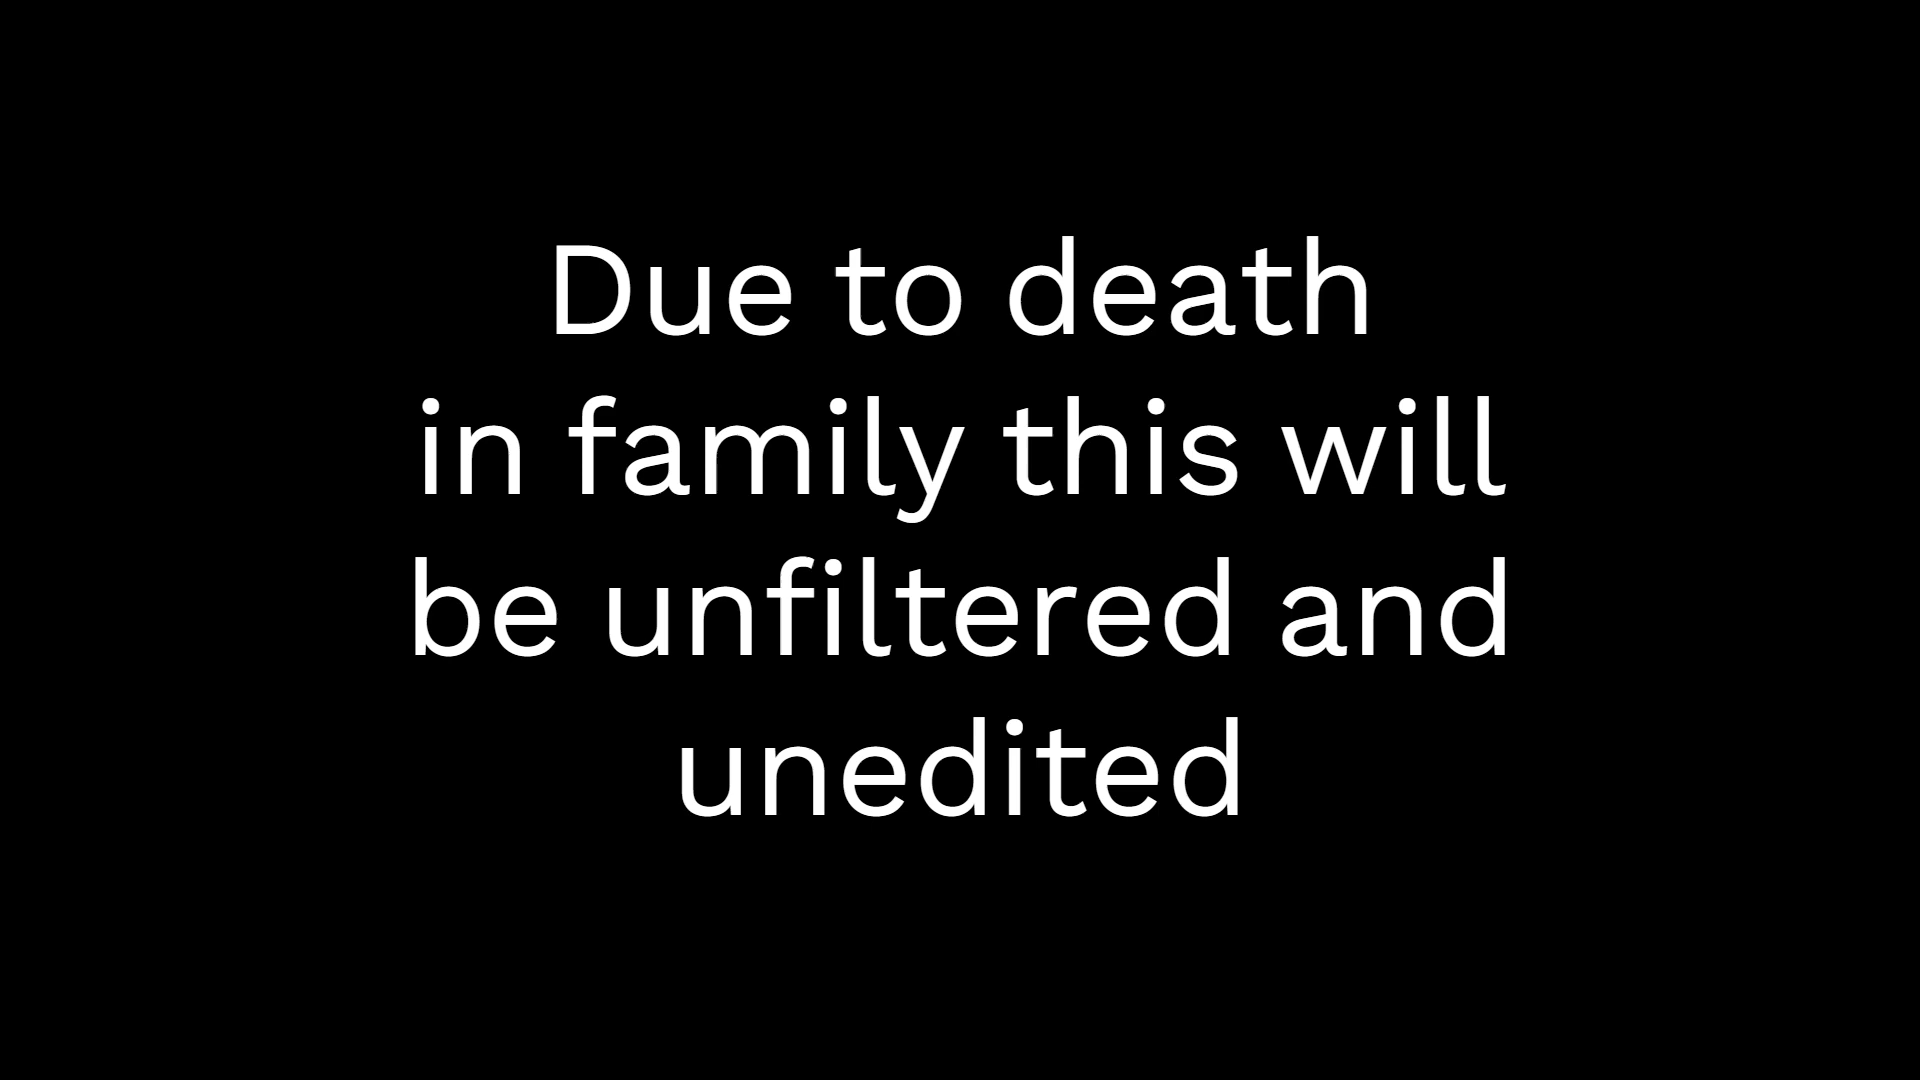 Due to death
in family this will
be unfiltered and
unedited